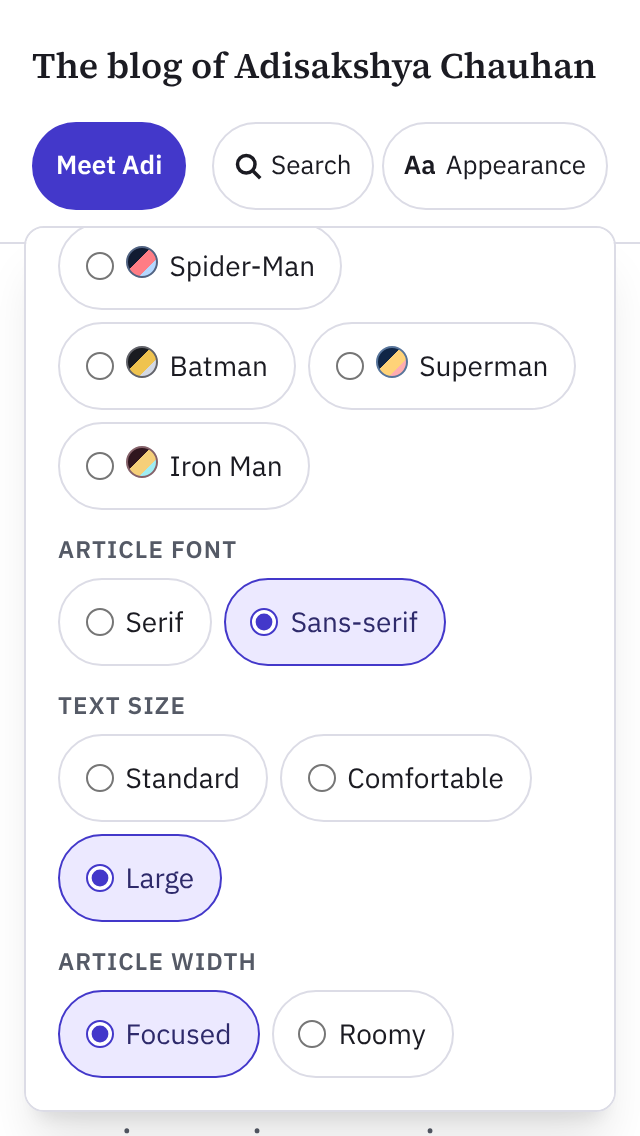 The blog of Adisakshya Chauhan
Meet Adi Search Aa Appearance
Spider-Man
Batman Superman
Iron Man
ARTICLE FONT
Serif Sans-serif
TEXT SIZE
Standard Comfortable
Large
ARTICLE WIDTH
Focused Roomy